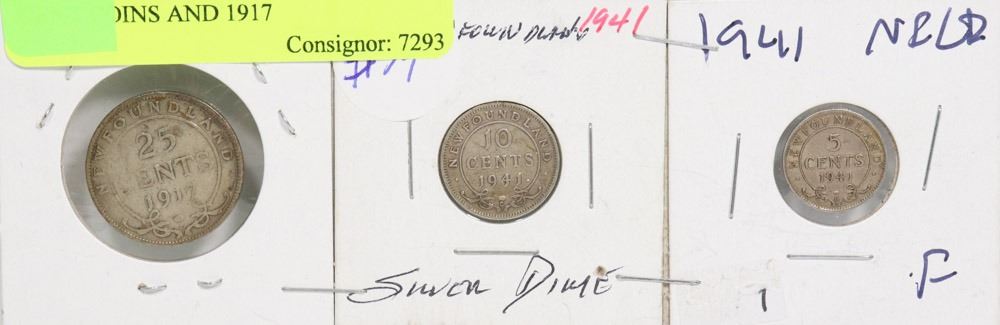 OINS AND 1917
Consignor: 7293
NEWFOUNDLAND
25
CENTS
1917
1941
NEWFOUNDLAND
10
CENTS
1941
SILVER DIME
1941 NFLD
NEWFOUNDLAND
5
CENTS
1941
1
F